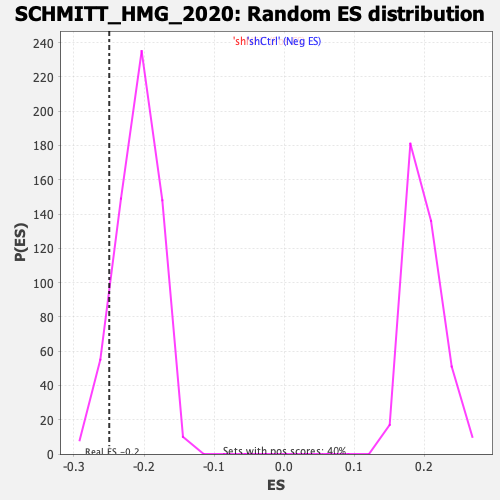 SCHMITT_HMG_2020: Random ES distribution
'sh'shCtrl' (Neg ES)
240
220
200
180
160
140
120
100
80
60
40
20
0
P(ES)
Real ES -0.2
Sets with pos scores: 40%
-0.3 -0.2 -0.1 0.0 0.1 0.2
ES